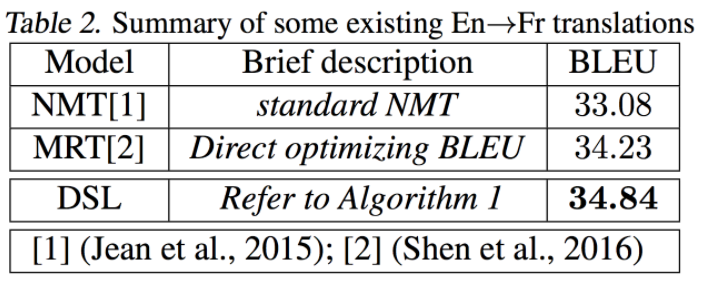 Table 2. Summary of some existing En→Fr translations
Model Brief description BLEU
NMT[1] standard NMT 33.08
MRT[2] Direct optimizing BLEU 34.23
DSL Refer to Algorithm 1 34.84
[1] (Jean et al., 2015); [2] (Shen et al., 2016)